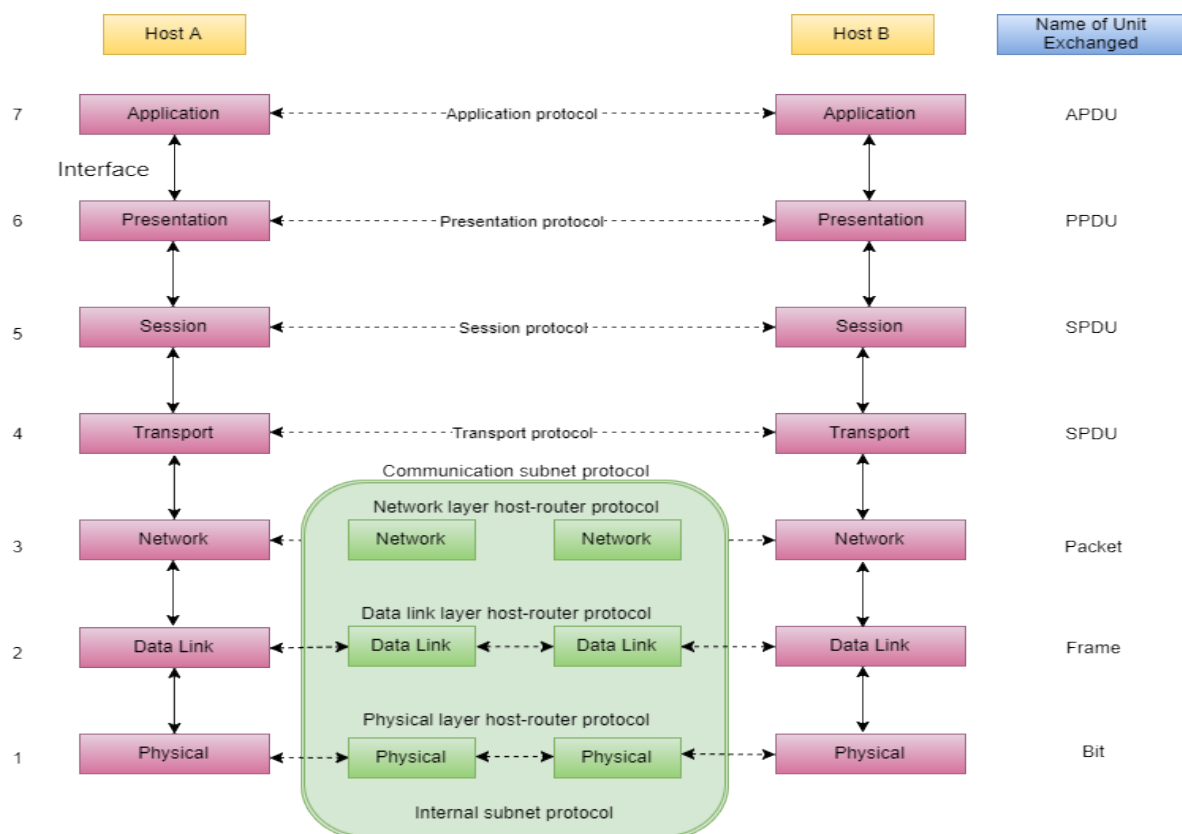 Host A
Host B
Name of Unit
Exchanged
7
Application
Application protocol
Application
APDU
Interface
6
Presentation
Presentation protocol
Presentation
PPDU
5
Session
Session protocol
Session
SPDU
4
Transport
Transport protocol
Transport
SPDU
Communication subnet protocol
Network layer host-router protocol
3
Network
Network
Network
Network
Packet
Data link layer host-router protocol
2
Data Link
Data Link
Data Link
Data Link
Frame
Physical layer host-router protocol
1
Physical
Physical
Physical
Physical
Bit
Internal subnet protocol